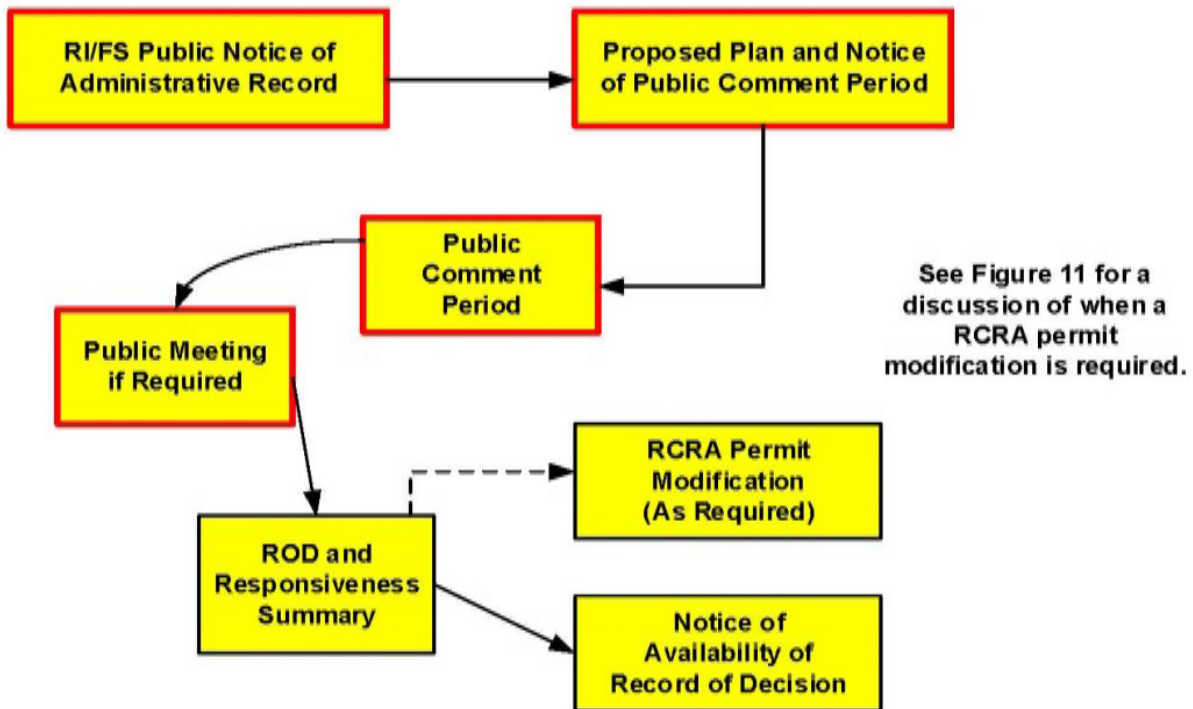 RI/FS Public Notice of
Administrative Record
Proposed Plan and Notice
of Public Comment Period
Public
Comment
Period
See Figure 11 for a
discussion of when a
RCRA permit
modification is required.
Public Meeting
if Required
RCRA Permit
Modification
(As Required)
ROD and
Responsiveness
Summary
Notice of
Availability of
Record of Decision